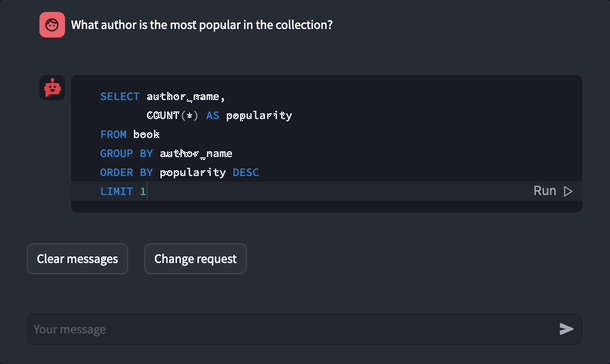 What author is the most popular in the collection?
SELECT author_name,
COUNT(*) AS popularity
FROM book
GROUP BY author_name
ORDER BY popularity DESC
LIMIT 1
Run
Clear messages
Change request
Your message